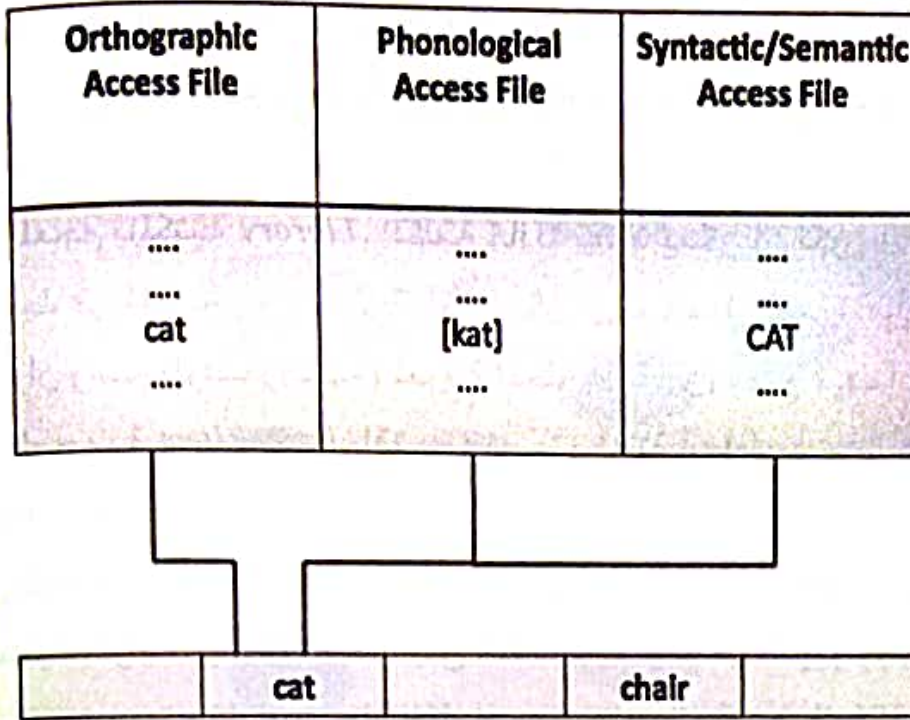 Orthographic
Access File
Phonological
Access File
Syntactic/Semantic
Access File
....
....
cat
....
....
....
[kat]
....
....
....
CAT
....
cat
chair